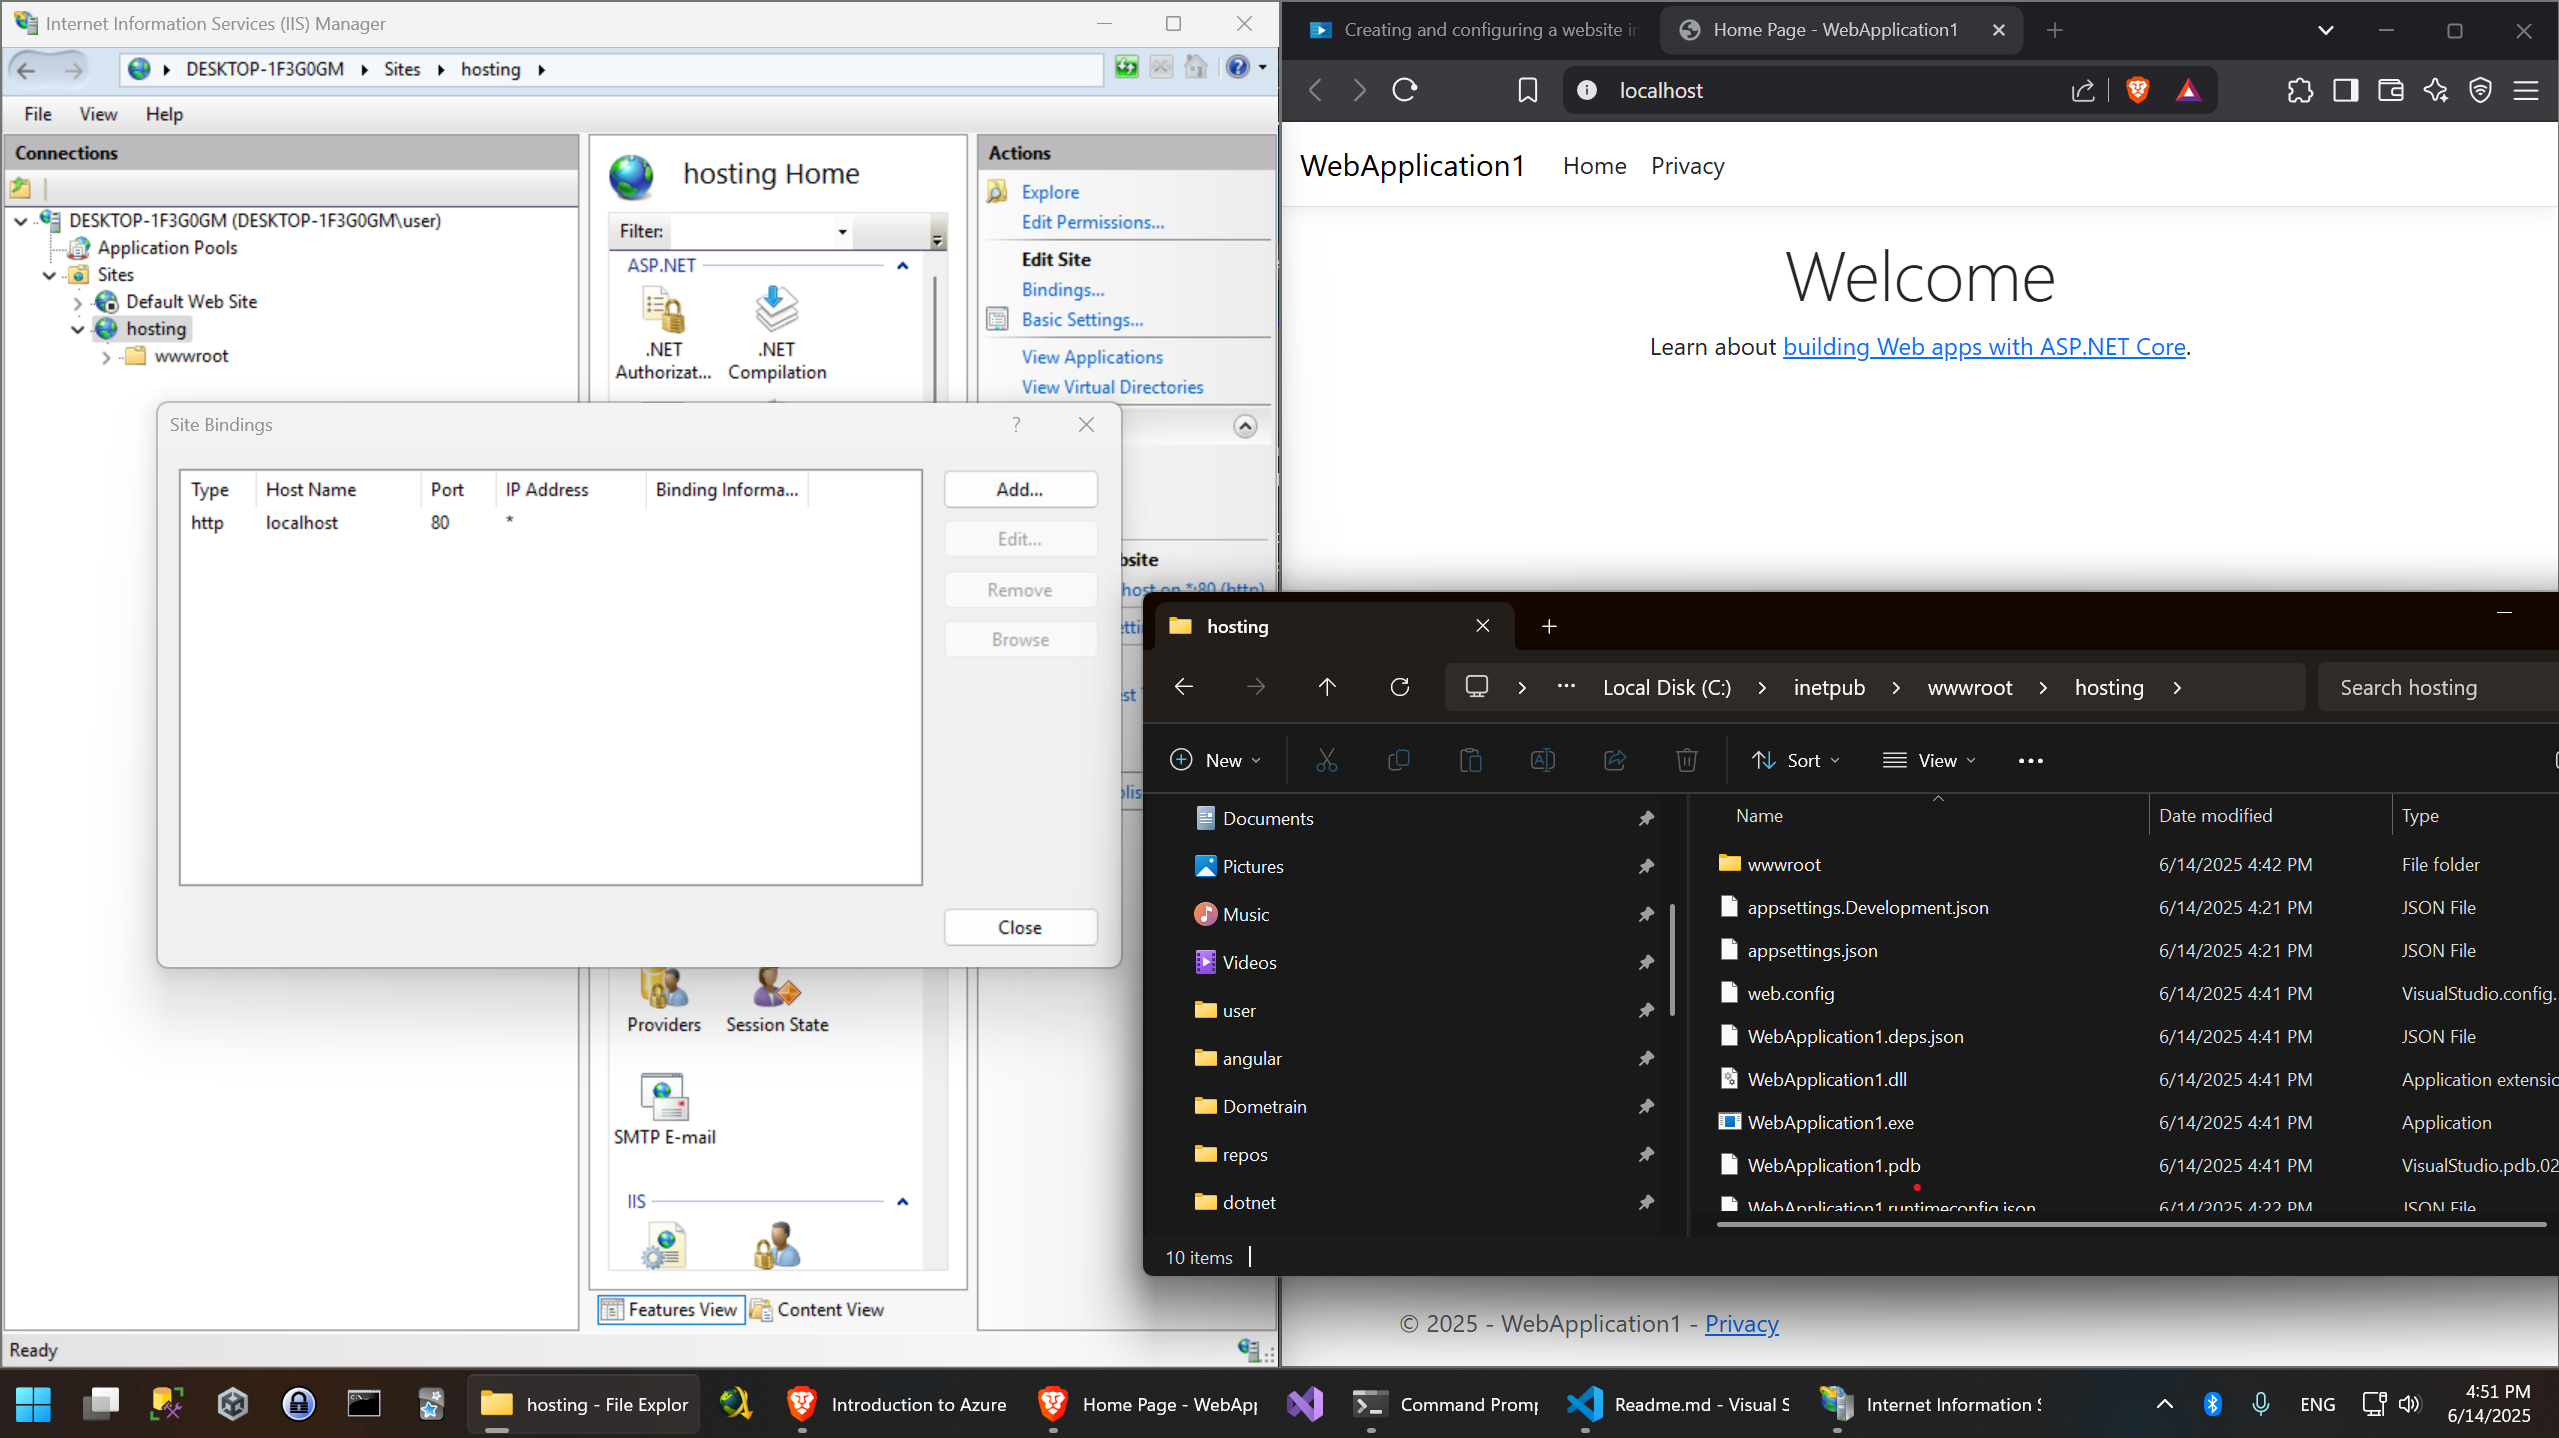 Internet Information Services (IIS) Manager
DESKTOP-1F3G0GM
Sites
hosting
File
View
Help
Connections
DESKTOP-1F3G0GM (DESKTOP-1F3G0GM\user)
Application Pools
Sites
Default Web Site
hosting
wwwroot
hosting Home
Filter:
ASP.NET
.NET
Authorizat...
.NET
Compilation
Providers
Session State
SMTP E-mail
IIS
Features View
Content View
Ready
Actions
Explore
Edit Permissions...
Edit Site
Bindings...
Basic Settings...
View Applications
View Virtual Directories
bsite
host on *:80 (http)
Site Bindings
?
Type Host Name Port IP Address Binding Informa...
http localhost 80 *
Add...
Edit...
Remove
Browse
Close
Creating and configuring a website in
Home Page - WebApplication1
localhost
WebApplication1 Home Privacy
Welcome
Learn about building Web apps with ASP.NET Core.
© 2025 - WebApplication1 - Privacy
hosting
Local Disk (C:)
inetpub
wwwroot
hosting
Search hosting
New
Sort
View
Documents
Pictures
Music
Videos
user
angular
Dometrain
repos
dotnet
Name Date modified Type
wwwroot 6/14/2025 4:42 PM File folder
appsettings.Development.json 6/14/2025 4:21 PM JSON File
appsettings.json 6/14/2025 4:21 PM JSON File
web.config 6/14/2025 4:41 PM VisualStudio.config.
WebApplication1.deps.json 6/14/2025 4:41 PM JSON File
WebApplication1.dll 6/14/2025 4:41 PM Application extensio
WebApplication1.exe 6/14/2025 4:41 PM Application
WebApplication1.pdb 6/14/2025 4:41 PM VisualStudio.pdb.02
WebApplication1.runtimeconfig.json 6/14/2025 4:22 PM JSON File
10 items
hosting - File Explor
Introduction to Azure
Home Page - WebApp
Command Promp
Readme.md - Visual S
Internet Information S
ENG
4:51 PM
6/14/2025